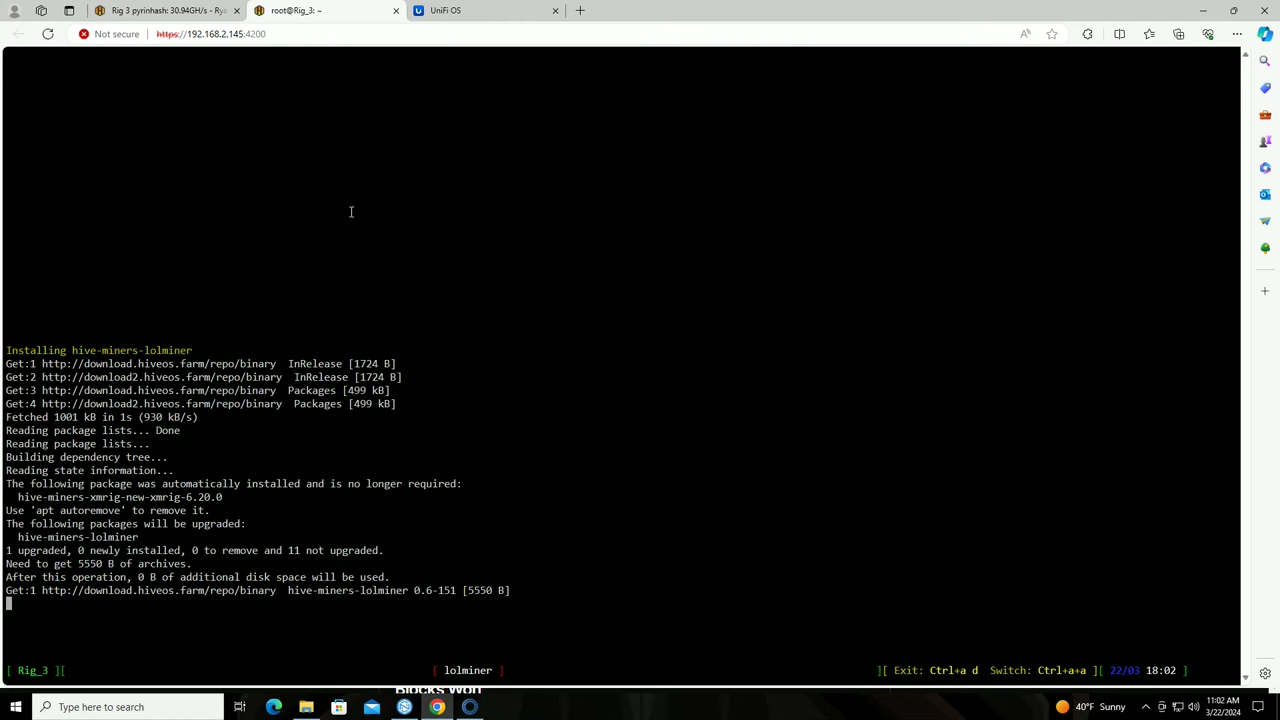 Rig 3 pyrinhash: 30.94GH/s - Ryz
root@Rig_3: ~
UniFi OS
Not secure
https://192.168.2.145:4200
Installing hive-miners-lolminer
Get:1 http://download.hiveos.farm/repo/binary  InRelease [1724 B]
Get:2 http://download2.hiveos.farm/repo/binary  InRelease [1724 B]
Get:3 http://download.hiveos.farm/repo/binary  Packages [499 kB]
Get:4 http://download2.hiveos.farm/repo/binary  Packages [499 kB]
Fetched 1001 kB in 1s (930 kB/s)
Reading package lists... Done
Reading package lists...
Building dependency tree...
Reading state information...
The following package was automatically installed and is no longer required:
  hive-miners-xmrig-new-xmrig-6.20.0
Use 'apt autoremove' to remove it.
The following packages will be upgraded:
  hive-miners-lolminer
1 upgraded, 0 newly installed, 0 to remove and 11 not upgraded.
Need to get 5550 B of archives.
After this operation, 0 B of additional disk space will be used.
Get:1 http://download.hiveos.farm/repo/binary  hive-miners-lolminer 0.6-151 [5550 B]
[ Rig_3 ][ [ lolminer ] ][ Exit: Ctrl+a d  Switch: Ctrl+a+a ][ 22/03 18:02 ]
Blocks Won
Type here to search
40°F Sunny
11:02 AM
3/22/2024